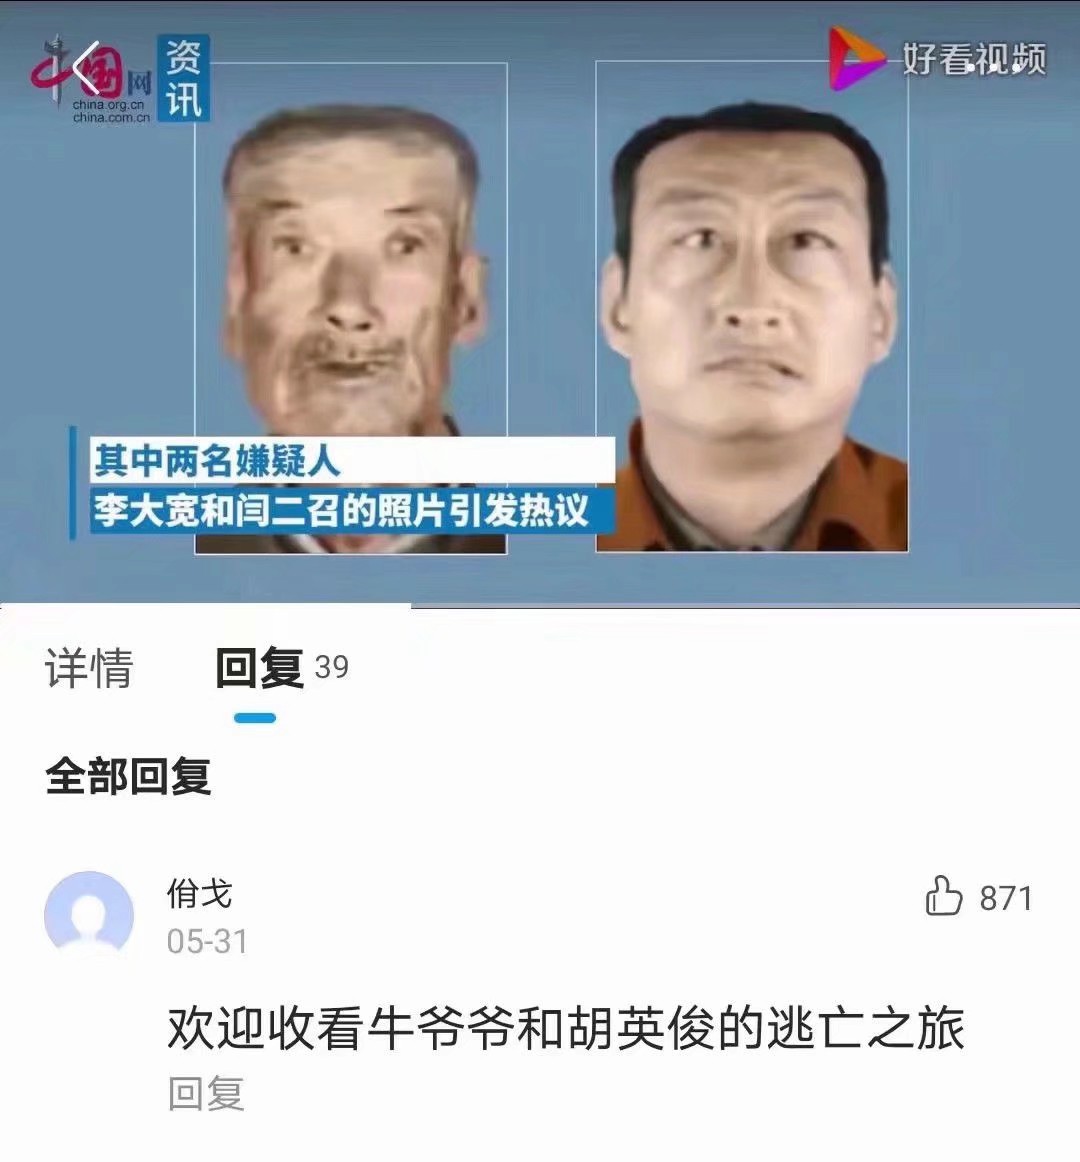 中国网
资讯
china.org.cn
china.com.cn
好看视频
其中两名嫌疑人
李大宽和闫二召的照片引发热议
详情
回复 39
全部回复
佾戈
871
05-31
欢迎收看牛爷爷和胡英俊的逃亡之旅
回复